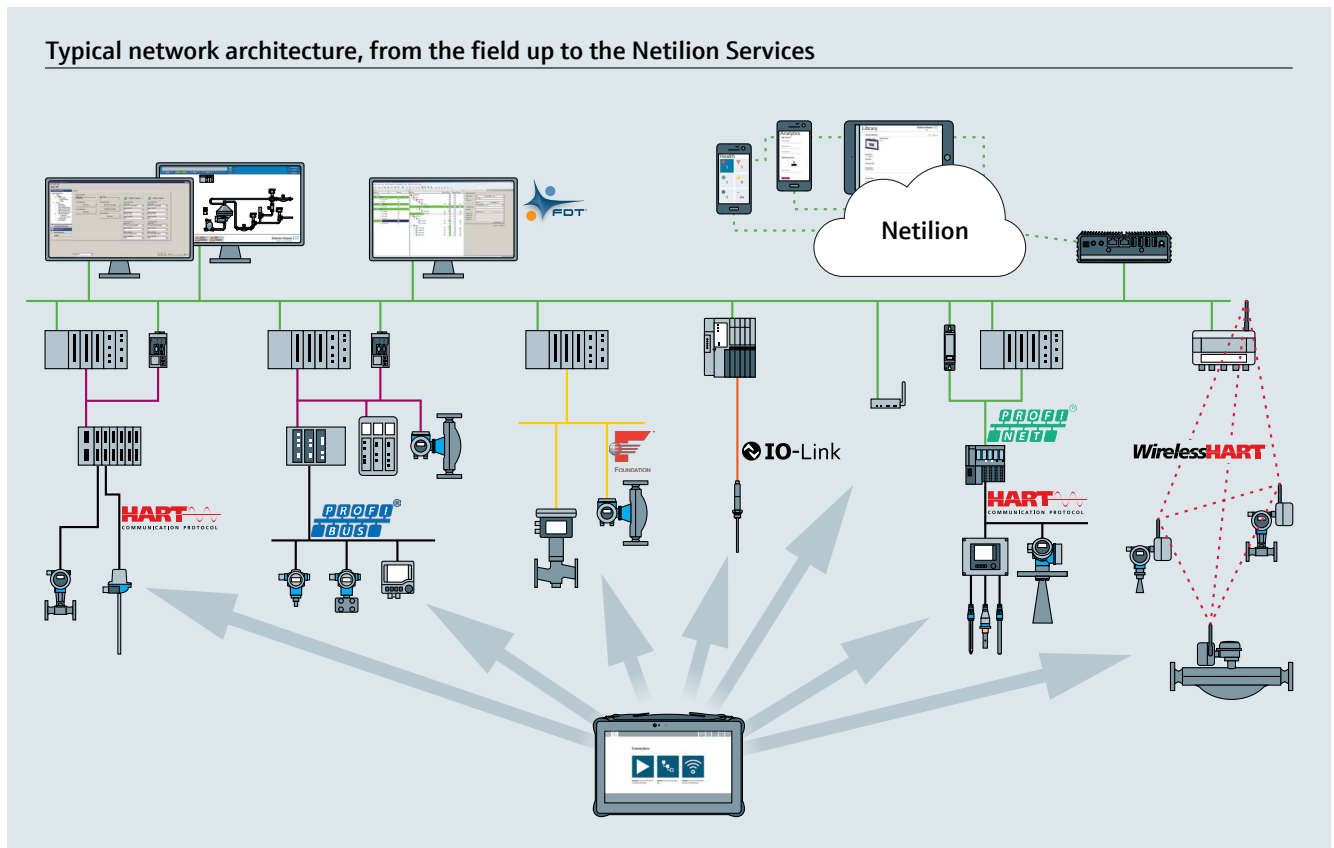 Typical network architecture, from the field up to the Netilion Services
FDT
Health
Analytics
Library
Netilion
HART
COMMUNICATION PROTOCOL
PROFI
BUS
FOUNDATION
IO-Link
PROFI
NET
HART
COMMUNICATION PROTOCOL
WirelessHART